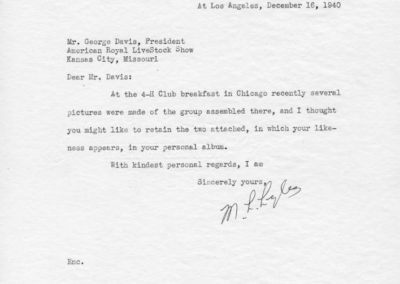 At Los Angeles, December 16, 1940
Mr. George Davis, President
American Royal LiveStock Show
Kansas City, Missouri
Dear Mr. Davis:
At the 4-H Club breakfast in Chicago recently several
pictures were made of the group assembled there, and I thought
you might like to retain the two attached, in which your like-
ness appears, in your personal album.
With kindest personal regards, I am
Sincerely yours,
M. L.
Enc.